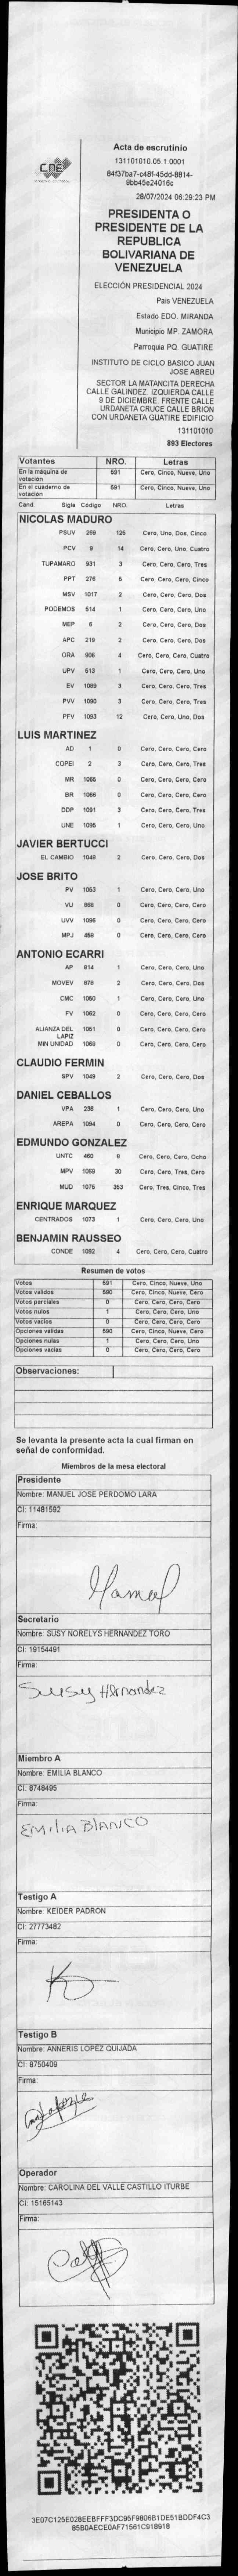 CNE
Acta de escrutinio
131101010.05.1.0001
84f37ba7-c48f-45dd-8814-
9bb45e24016c
28/07/2024 06:29:23 PM
PRESIDENTA O
PRESIDENTE DE LA
REPUBLICA
BOLIVARIANA DE
VENEZUELA
ELECCIÓN PRESIDENCIAL 2024
Pais VENEZUELA
Estado EDO. MIRANDA
Municipio MP. ZAMORA
Parroquia PQ. GUATIRE
INSTITUTO DE CICLO BASICO JUAN
JOSE ABREU
SECTOR LA MATANCITA DERECHA
CALLE GALINDEZ. IZQUIERDA CALLE
9 DE DICIEMBRE. FRENTE CALLE
URDANETA CRUCE CALLE BRION
CON URDANETA GUATIRE EDIFICIO
131101010
893 Electores
Votantes NRO. Letras
En la máquina de votación 591 Cero, Cinco, Nueve, Uno
En el cuaderno de votación 591 Cero, Cinco, Nueve, Uno
Cand. Sigla Código NRO. Letras
NICOLAS MADURO
PSUV 269 125 Cero, Uno, Dos, Cinco
PCV 9 14 Cero, Cero, Uno, Cuatro
TUPAMARO 931 3 Cero, Cero, Cero, Tres
PPT 276 5 Cero, Cero, Cero, Cinco
MSV 1017 2 Cero, Cero, Cero, Dos
PODEMOS 514 1 Cero, Cero, Cero, Uno
MEP 6 2 Cero, Cero, Cero, Dos
APC 219 2 Cero, Cero, Cero, Dos
ORA 906 4 Cero, Cero, Cero, Cuatro
UPV 513 1 Cero, Cero, Cero, Uno
EV 1089 3 Cero, Cero, Cero, Tres
PVV 1090 3 Cero, Cero, Cero, Tres
PFV 1093 12 Cero, Cero, Uno, Dos
LUIS MARTINEZ
AD 1 0 Cero, Cero, Cero, Cero
COPEI 2 3 Cero, Cero, Cero, Tres
MR 1065 0 Cero, Cero, Cero, Cero
BR 1066 0 Cero, Cero, Cero, Cero
DDP 1091 3 Cero, Cero, Cero, Tres
UNE 1095 1 Cero, Cero, Cero, Uno
JAVIER BERTUCCI
EL CAMBIO 1048 2 Cero, Cero, Cero, Dos
JOSE BRITO
PV 1053 1 Cero, Cero, Cero, Uno
VU 868 0 Cero, Cero, Cero, Cero
UVV 1096 0 Cero, Cero, Cero, Cero
MPJ 458 0 Cero, Cero, Cero, Cero
ANTONIO ECARRI
AP 814 1 Cero, Cero, Cero, Uno
MOVEV 678 2 Cero, Cero, Cero, Dos
CMC 1050 1 Cero, Cero, Cero, Uno
FV 1062 0 Cero, Cero, Cero, Cero
ALIANZA DEL LAPIZ 1051 0 Cero, Cero, Cero, Cero
MIN UNIDAD 1068 0 Cero, Cero, Cero, Cero
CLAUDIO FERMIN
SPV 1049 2 Cero, Cero, Cero, Dos
DANIEL CEBALLOS
VPA 236 1 Cero, Cero, Cero, Uno
AREPA 1094 0 Cero, Cero, Cero, Cero
EDMUNDO GONZALEZ
UNTC 460 8 Cero, Cero, Cero, Ocho
MPV 1069 30 Cero, Cero, Tres, Cero
MUD 1075 353 Cero, Tres, Cinco, Tres
ENRIQUE MARQUEZ
CENTRADOS 1073 1 Cero, Cero, Cero, Uno
BENJAMIN RAUSSEO
CONDE 1092 4 Cero, Cero, Cero, Cuatro
Resumen de votos
Votos 591 Cero, Cinco, Nueve, Uno
Votos validos 590 Cero, Cinco, Nueve, Cero
Votos parciales 0 Cero, Cero, Cero, Cero
Votos nulos 1 Cero, Cero, Cero, Uno
Votos vacios 0 Cero, Cero, Cero, Cero
Opciones validas 590 Cero, Cinco, Nueve, Cero
Opciones nulas 1 Cero, Cero, Cero, Uno
Opciones vacias 0 Cero, Cero, Cero, Cero
Observaciones:
Se levanta la presente acta la cual firman en
señal de conformidad.
Miembros de la mesa electoral
Presidente
Nombre: MANUEL JOSE PERDOMO LARA
CI: 11481592
Firma:
Manuel
Secretario
Nombre: SUSY NORELYS HERNANDEZ TORO
CI: 19154491
Firma:
Susy Hernandez
Miembro A
Nombre: EMILIA BLANCO
CI: 8748495
Firma:
EMILIA BLANCO
Testigo A
Nombre: KEIDER PADRON
CI: 27773482
Firma:
Testigo B
Nombre: ANNERIS LOPEZ QUIJADA
CI: 8750409
Firma:
Operador
Nombre: CAROLINA DEL VALLE CASTILLO ITURBE
CI: 15165143
Firma:
3E07C125E028EEBFFF3DC95F9806B1DE51BDDF4C3
85B0AECE0AF71561C918918